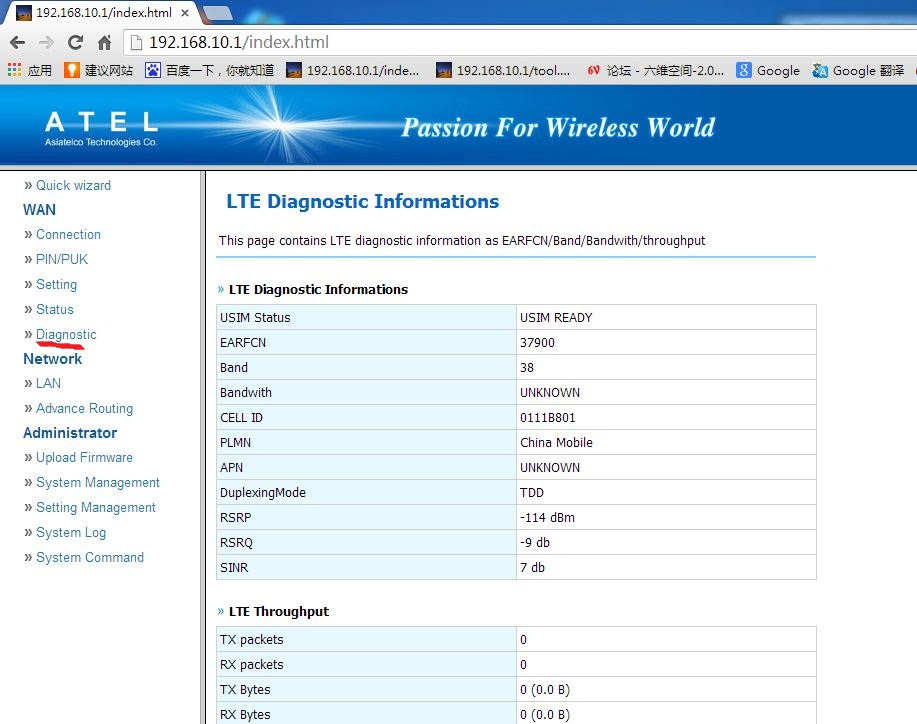 192.168.10.1/index.html
192.168.10.1/index.html
应用 建议网站 百度一下，你就知道 192.168.10.1/inde... 192.168.10.1/tool.... 6V 论坛 - 六维空间-2.0... 8 Google Google 翻译
ATEL
Asiatelco Technologies Co.
Passion For Wireless World
» Quick wizard
WAN
» Connection
» PIN/PUK
» Setting
» Status
» Diagnostic
Network
» LAN
» Advance Routing
Administrator
» Upload Firmware
» System Management
» Setting Management
» System Log
» System Command
LTE Diagnostic Informations
This page contains LTE diagnostic information as EARFCN/Band/Bandwith/throughput
» LTE Diagnostic Informations
USIM Status USIM READY
EARFCN 37900
Band 38
Bandwith UNKNOWN
CELL ID 0111B801
PLMN China Mobile
APN UNKNOWN
DuplexingMode TDD
RSRP -114 dBm
RSRQ -9 db
SINR 7 db
» LTE Throughput
TX packets 0
RX packets 0
TX Bytes 0 (0.0 B)
RX Bytes 0 (0.0 B)